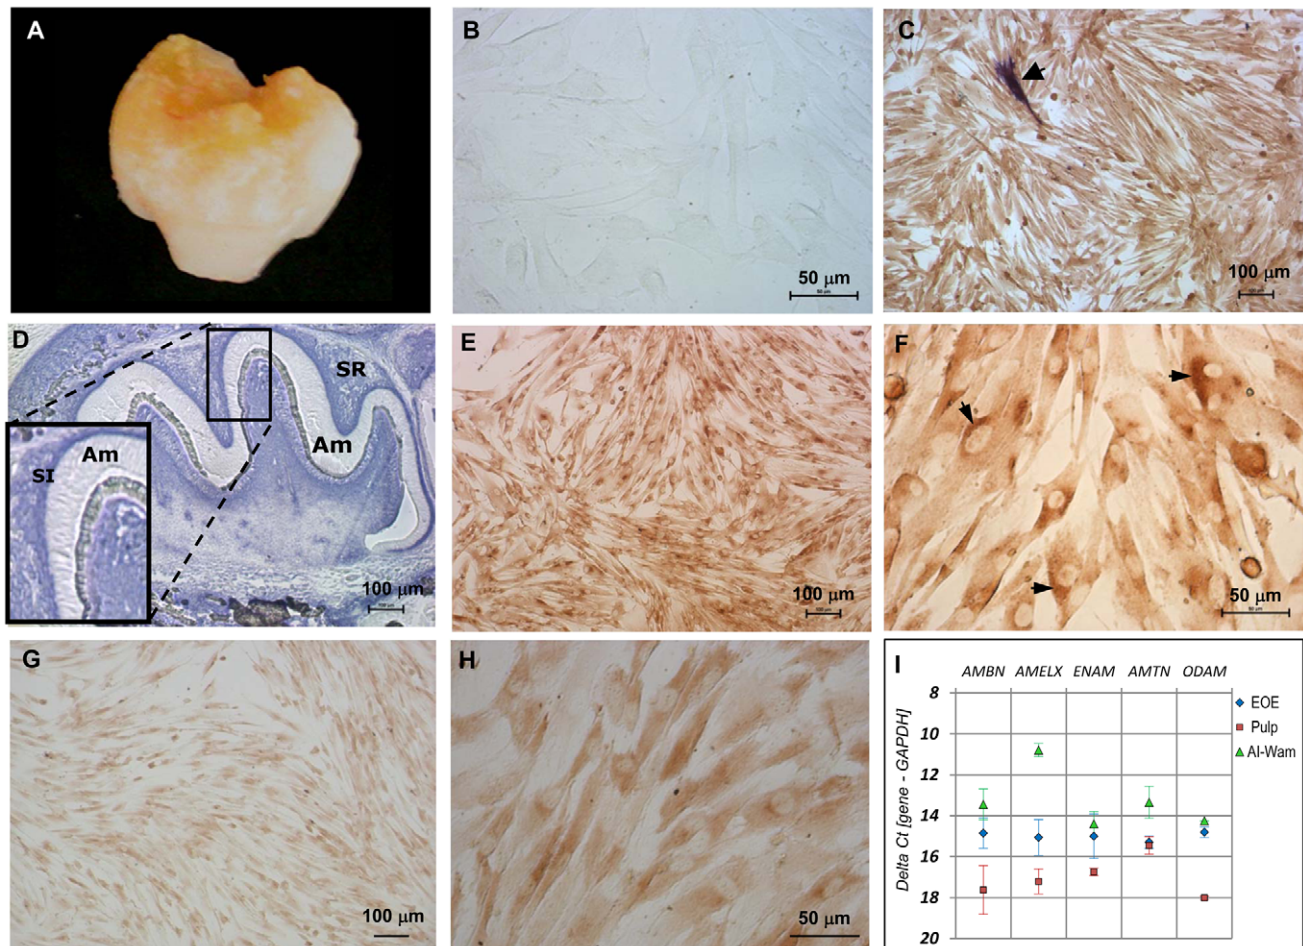 A
B
50 μm
C
100 μm
D
SR
Am
Am
SI
100 μm
E
100 μm
F
50 μm
G
100 μm
H
50 μm
I
AMBN AMELX ENAM AMTN ODAM
Delta Ct [gene - GAPDH]
8
10
12
14
16
18
20
EOE
Pulp
Al-Wam